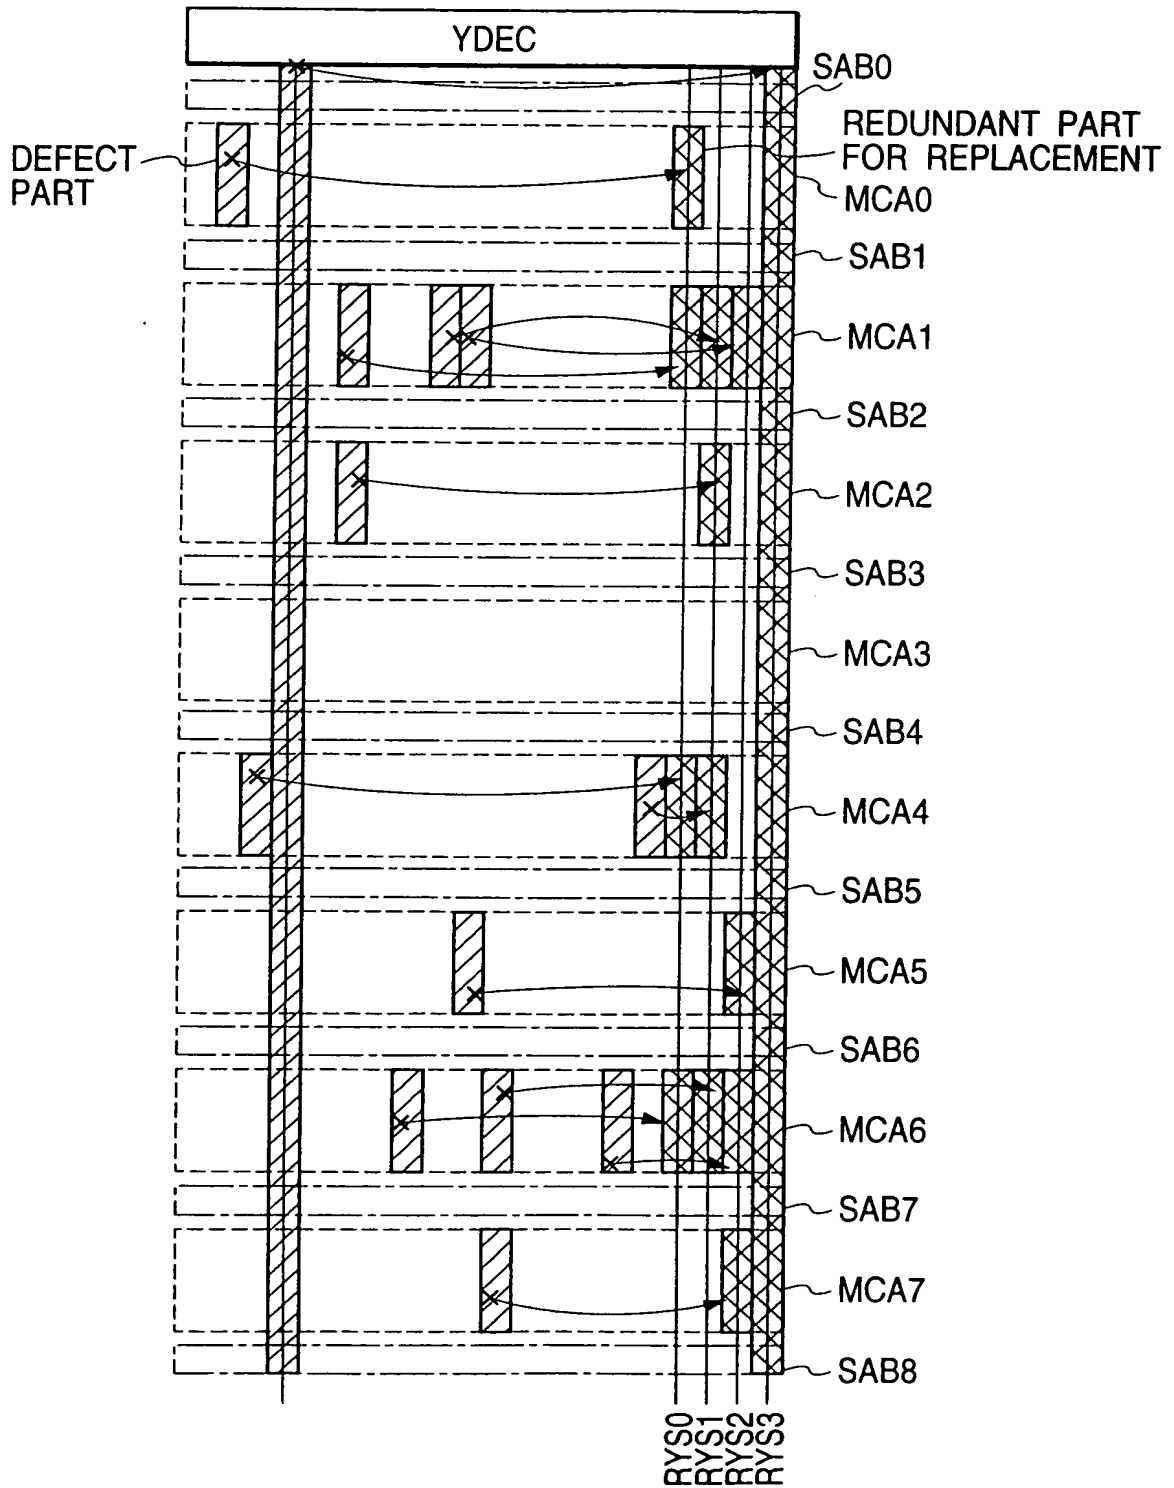 YDEC
SAB0
REDUNDANT PART
FOR REPLACEMENT
DEFECT
PART
MCA0
SAB1
MCA1
SAB2
MCA2
SAB3
MCA3
SAB4
MCA4
SAB5
MCA5
SAB6
MCA6
SAB7
MCA7
SAB8
RYS0
RYS1
RYS2
RYS3